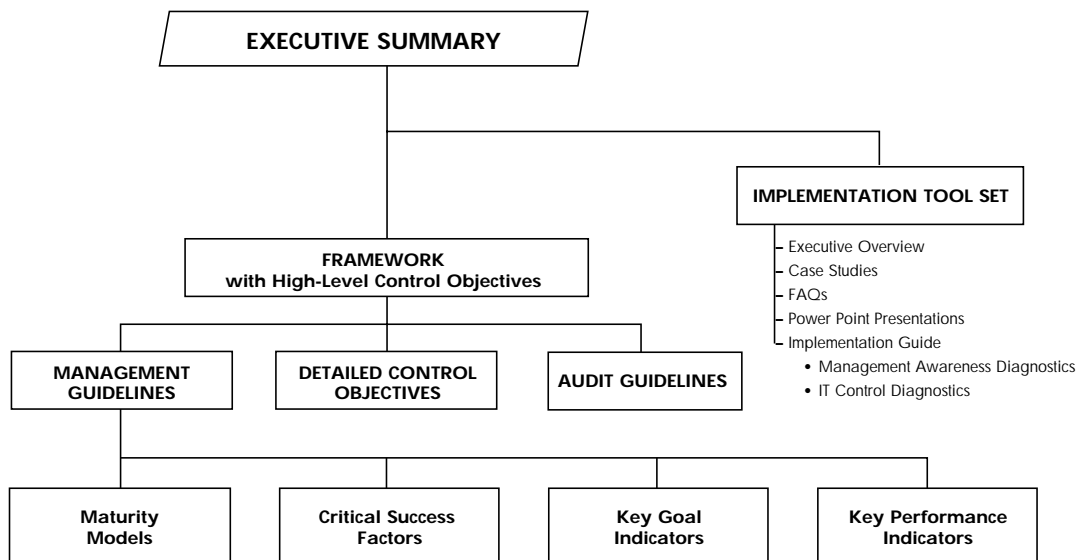 EXECUTIVE SUMMARY
IMPLEMENTATION TOOL SET
– Executive Overview
– Case Studies
– FAQs
– Power Point Presentations
– Implementation Guide
• Management Awareness Diagnostics
• IT Control Diagnostics
FRAMEWORK
with High-Level Control Objectives
MANAGEMENT
GUIDELINES
DETAILED CONTROL
OBJECTIVES
AUDIT GUIDELINES
Maturity
Models
Critical Success
Factors
Key Goal
Indicators
Key Performance
Indicators